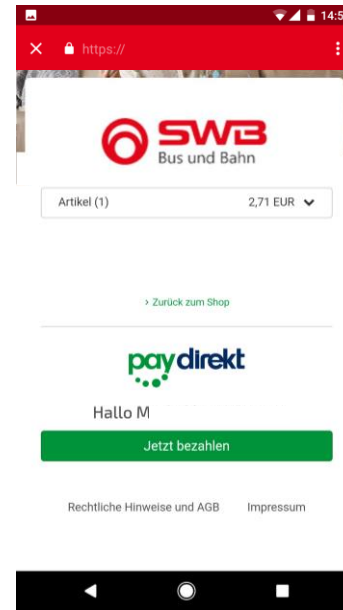 14:5
https://
SWB
Bus und Bahn
Artikel (1) 2,71 EUR
› Zurück zum Shop
paydirekt
Hallo M
Jetzt bezahlen
Rechtliche Hinweise und AGB Impressum